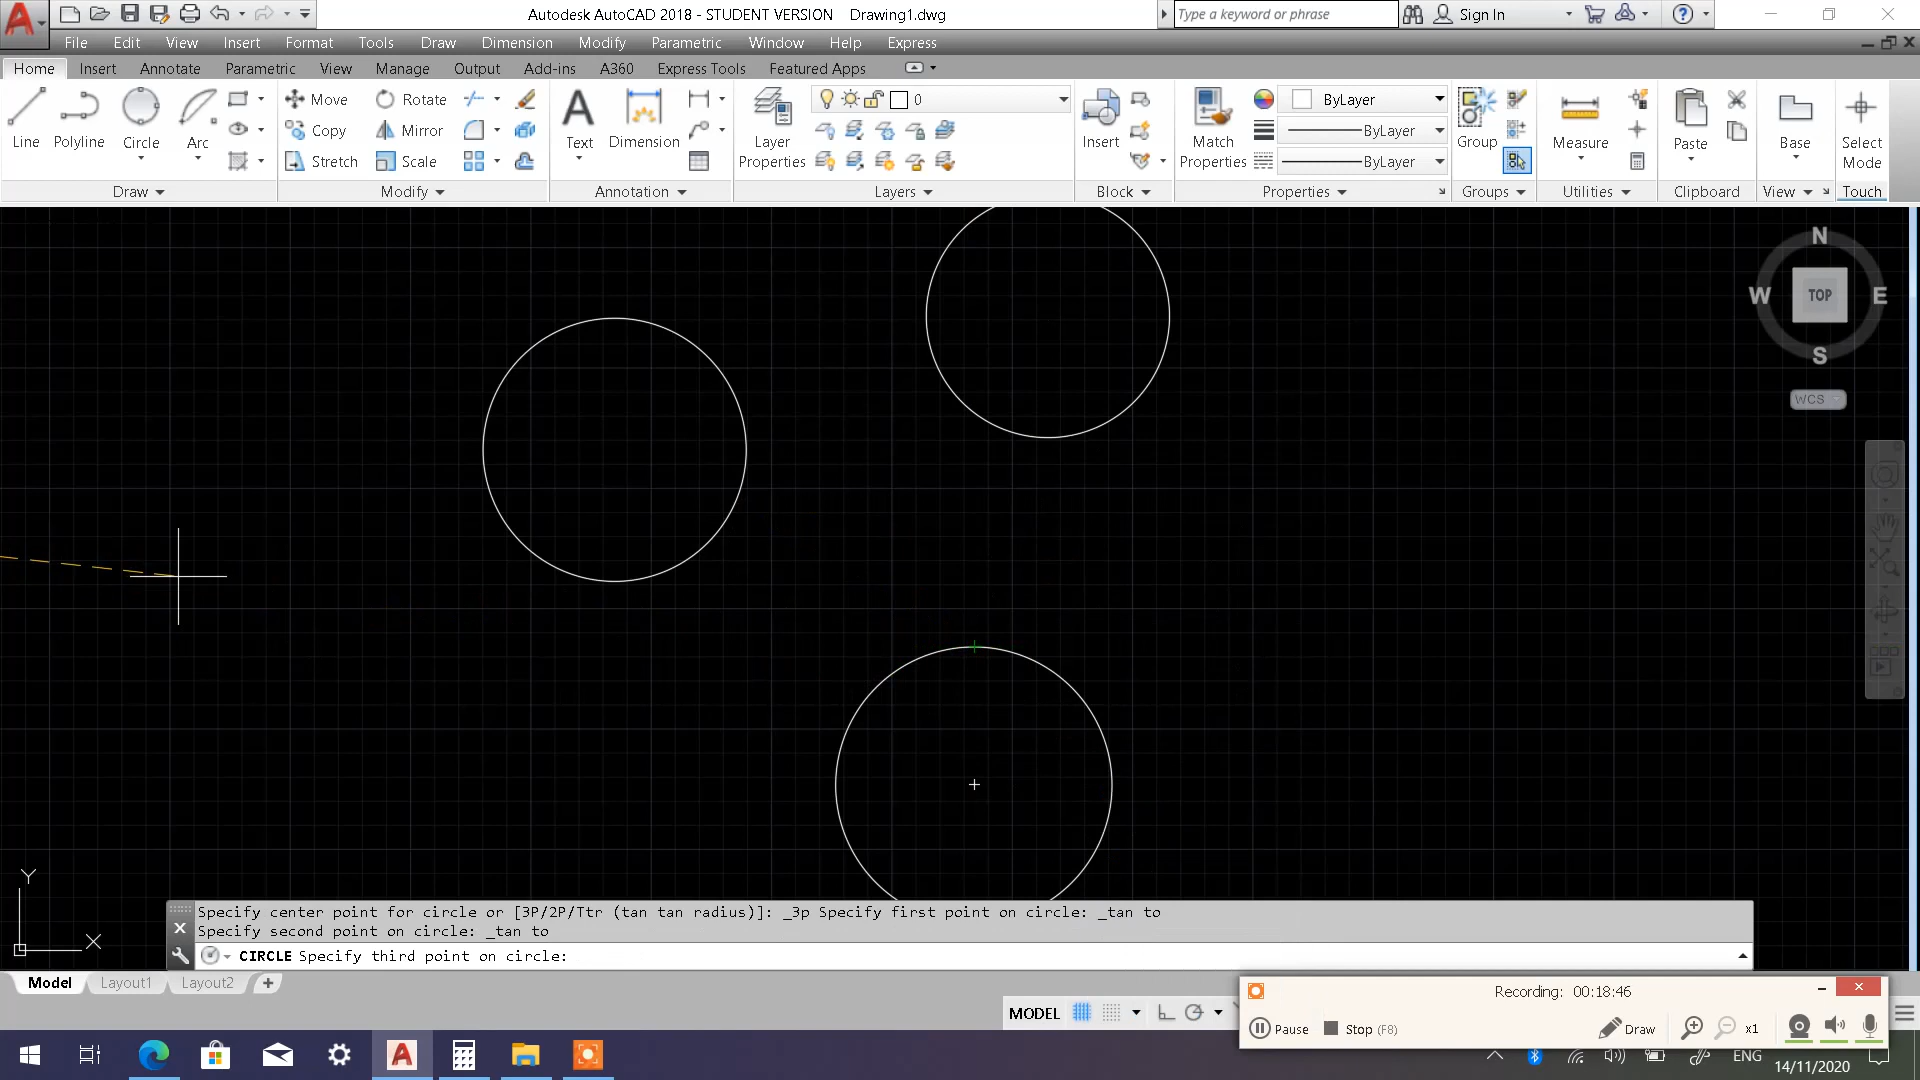 Autodesk AutoCAD 2018 - STUDENT VERSION    Drawing1.dwg
Type a keyword or phrase
Sign In
File Edit View Insert Format Tools Draw Dimension Modify Parametric Window Help Express
Home Insert Annotate Parametric View Manage Output Add-ins A360 Express Tools Featured Apps
Line Polyline Circle Arc
Move Rotate
Copy Mirror
Stretch Scale
Text Dimension
Layer Properties
0
Insert
Match Properties
ByLayer
ByLayer
ByLayer
Group
Measure
Paste
Base
Select Mode
Draw Modify Annotation Layers Block Properties Groups Utilities Clipboard View Touch
N
W TOP E
S
WCS
Y
X
Specify center point for circle or [3P/2P/Ttr (tan tan radius)]: _3p Specify first point on circle: _tan to
Specify second point on circle: _tan to
CIRCLE Specify third point on circle:
Model Layout1 Layout2 +
MODEL
Recording: 00:18:46
Pause Stop (F8) Draw x1
ENG
14/11/2020